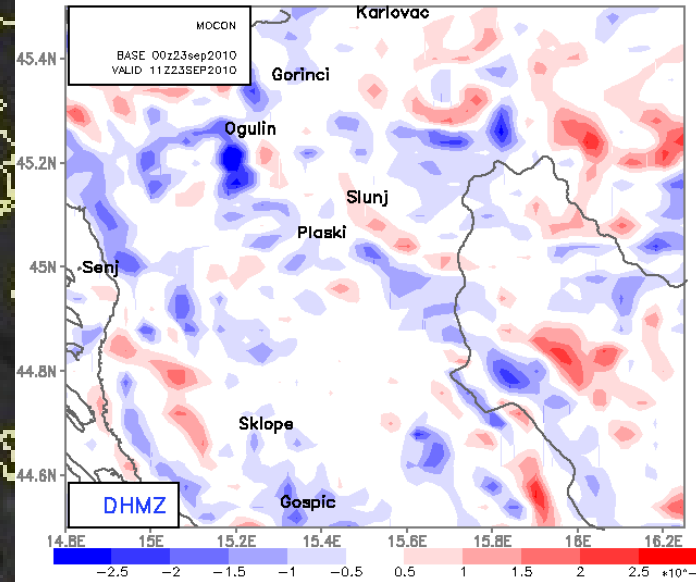 MOCON
BASE 00z23sep2010
VALID 11Z23SEP2010
Karlovac
45.4N
Gorinci
Ogulin
45.2N
Slunj
Plaski
45N
Senj
44.8N
Sklope
44.6N
DHMZ
Gospic
14.8E 15E 15.2E 15.4E 15.6E 15.8E 16E 16.2E
-2.5 -2 -1.5 -1 -0.5 0.5 1 1.5 2 2.5 *10^-